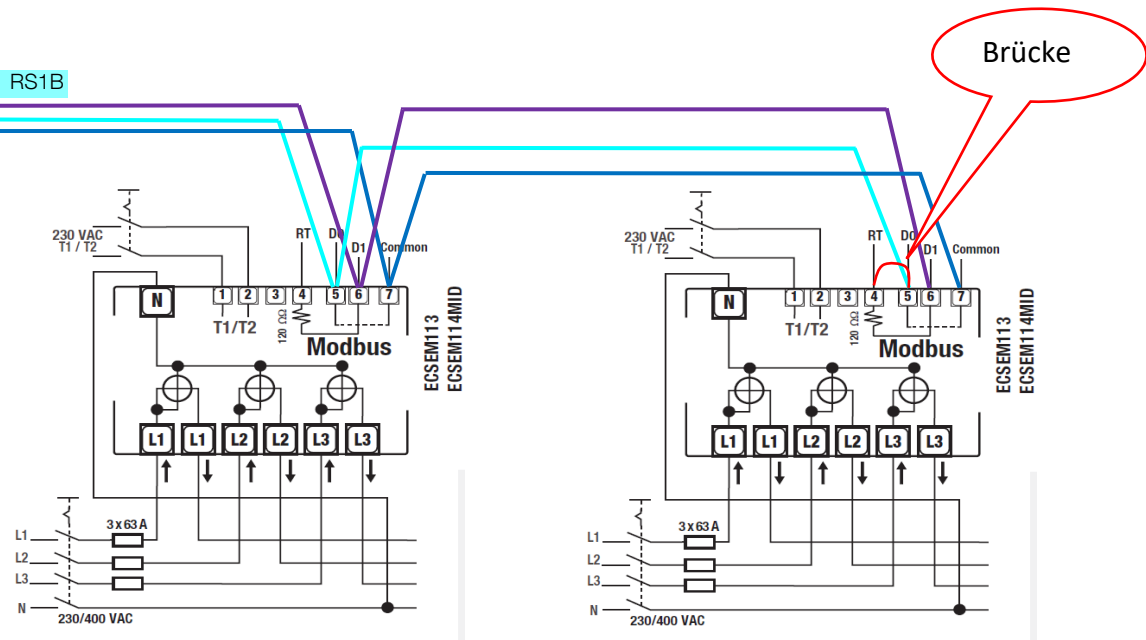 Brücke
RS1B
230 VAC
T1 / T2
RT
D0
D1
Common
N
1 2 3 4 5 6 7
T1/T2
120 ΩΩ
Modbus
ECSEM113
ECSEM114MID
L1 L1 L2 L2 L3 L3
3 x 63 A
L1
L2
L3
N
230/400 VAC
230 VAC
T1 / T2
RT
D0
D1
Common
N
1 2 3 4 5 6 7
T1/T2
120 ΩΩ
Modbus
ECSEM113
ECSEM114MID
L1 L1 L2 L2 L3 L3
3 x 63 A
L1
L2
L3
N
230/400 VAC